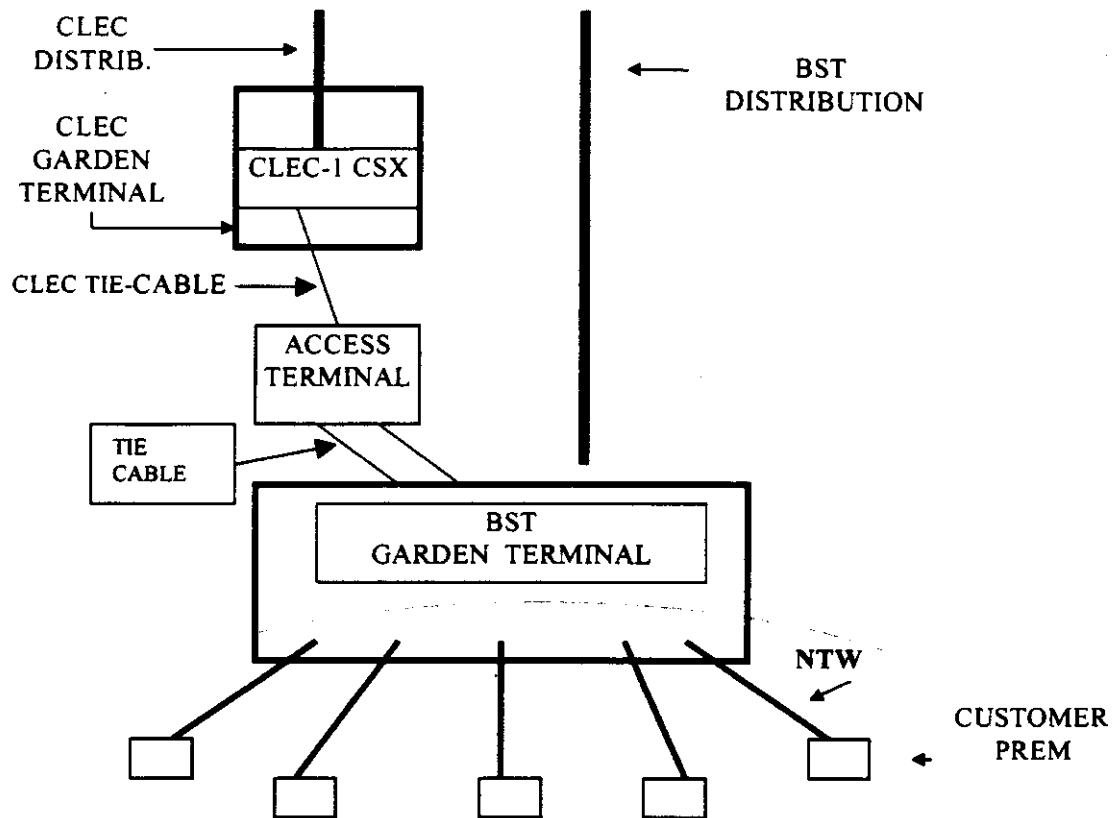 CLEC
DISTRIB.
BST
DISTRIBUTION
CLEC
GARDEN
TERMINAL
CLEC-1 CSX
CLEC TIE-CABLE
ACCESS
TERMINAL
TIE
CABLE
BST
GARDEN TERMINAL
NTW
CUSTOMER
PREM